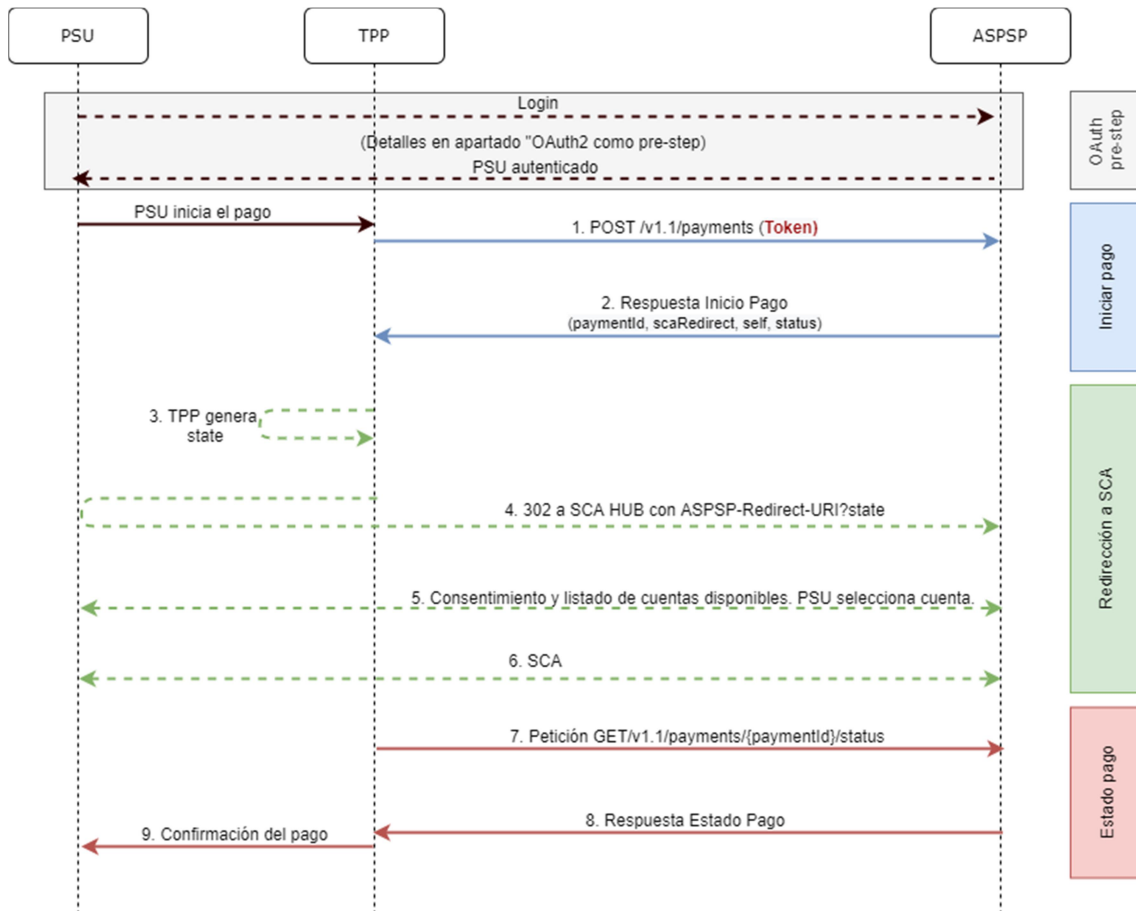 PSU
TPP
ASPSP
Login
(Detalles en apartado "OAuth2 como pre-step)
PSU autenticado
OAuth
pre-step
PSU inicia el pago
1. POST /v1.1/payments (Token)
2. Respuesta Inicio Pago
(paymentId, scaRedirect, self, status)
Iniciar pago
3. TPP genera
state
4. 302 a SCA HUB con ASPSP-Redirect-URI?state
5. Consentimiento y listado de cuentas disponibles. PSU selecciona cuenta.
6. SCA
Redirección a SCA
7. Petición GET/v1.1/payments/{paymentId}/status
8. Respuesta Estado Pago
9. Confirmación del pago
Estado pago